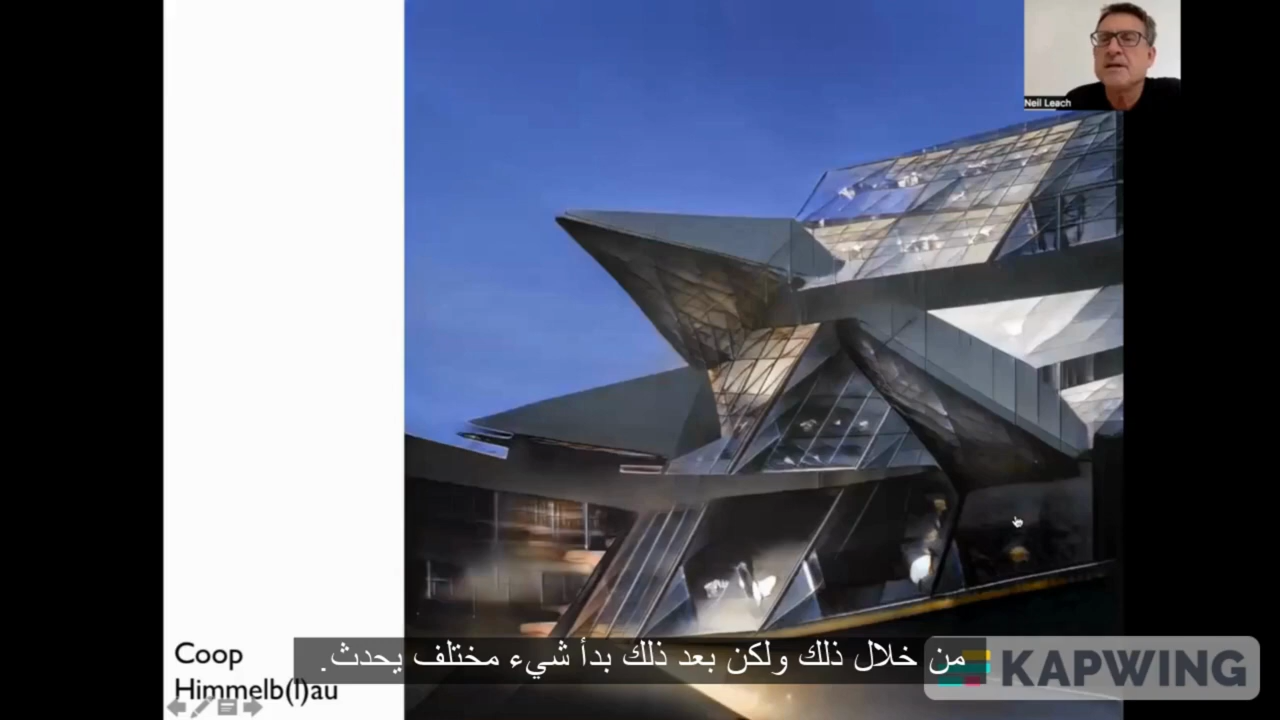 Neil Leach
Coop
Himmelb(l)au
من خلال ذلك ولكن بعد ذلك بدأ شيء مختلف يحدث.
KAPWING